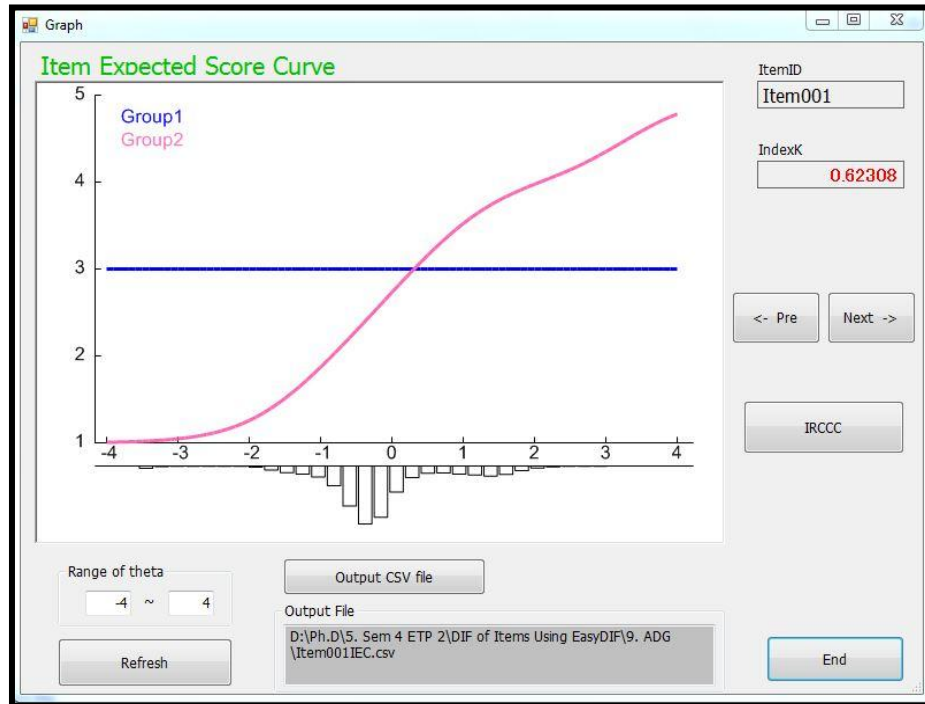 Graph
Item Expected Score Curve
5
Group1
Group2
4
3
2
1
-4 -3 -2 -1 0 1 2 3 4
ItemID
Item001
IndexK
0.62308
<- Pre Next ->
IRCCC
Range of theta
-4 ~ 4
Refresh
Output CSV file
Output File
D:\Ph.D\5. Sem 4 ETP 2\DIF of Items Using EasyDIF\9. ADG
\Item001IEC.csv
End